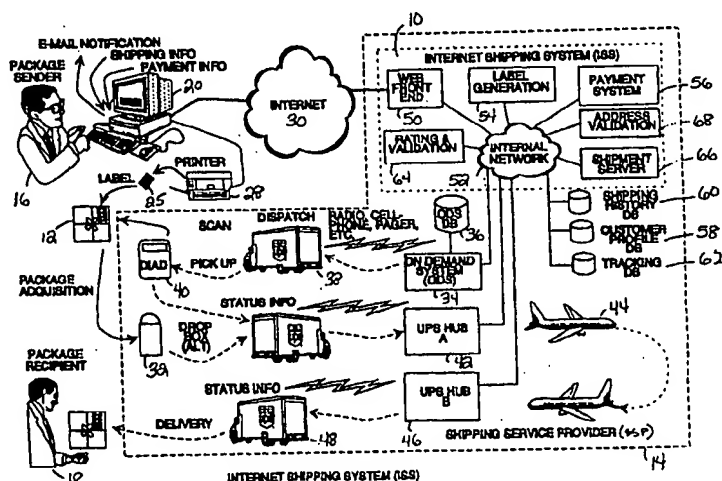 10
E-MAIL NOTIFICATION
SHIPPING INFO
PAYMENT INFO
PACKAGE
SENDER
20
16
INTERNET
30
INTERNET SHIPPING SYSTEM (ISS)
WEB
FRONT
END
50
LABEL
GENERATION
54
PAYMENT
SYSTEM
56
ADDRESS
VALIDATION
68
RATING &
VALIDATION
64
INTERNAL
NETWORK
52
SHIPMENT
SERVER
66
PRINTER
28
LABEL
25
12
SCAN
DISPATCH
RADIO, CELL
PHONE, PAGER,
ETC.
ODS
DB
36
SHIPPING
HISTORY
DB
60
CUSTOMER
PROFILE
DB
58
TRACKING
DB
62
DIAD
40
PICK UP
38
ON DEMAND
SYSTEM
(ODS)
34
PACKAGE
ACQUISITION
STATUS INFO
DROP
BOX
(ALT)
32
UPS HUB
A
42
44
PACKAGE
RECIPIENT
18
STATUS INFO
DELIVERY
48
UPS HUB
B
46
SHIPPING SERVICE PROVIDER (SSP)
14
INTERNET SHIPPING SYSTEM (ISS)